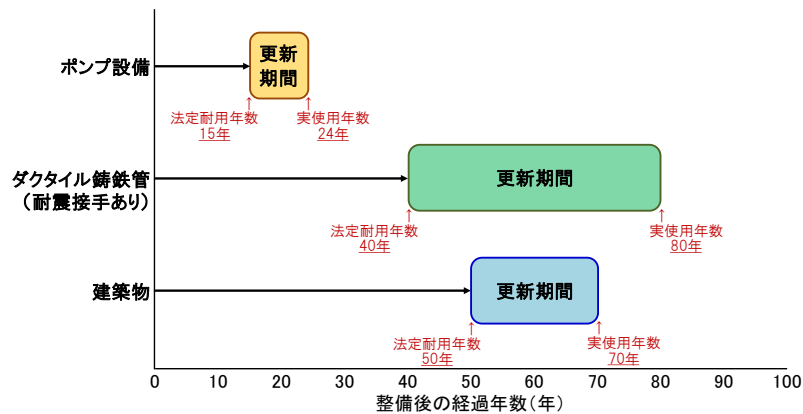 ポンプ設備
更新
期間
↑
法定耐用年数
15年
↑
実使用年数
24年
ダクタイル鋳鉄管
（耐震接手あり）
更新期間
↑
法定耐用年数
40年
↑
実使用年数
80年
建築物
更新期間
↑
法定耐用年数
50年
↑
実使用年数
70年
0 10 20 30 40 50 60 70 80 90 100
整備後の経過年数（年）